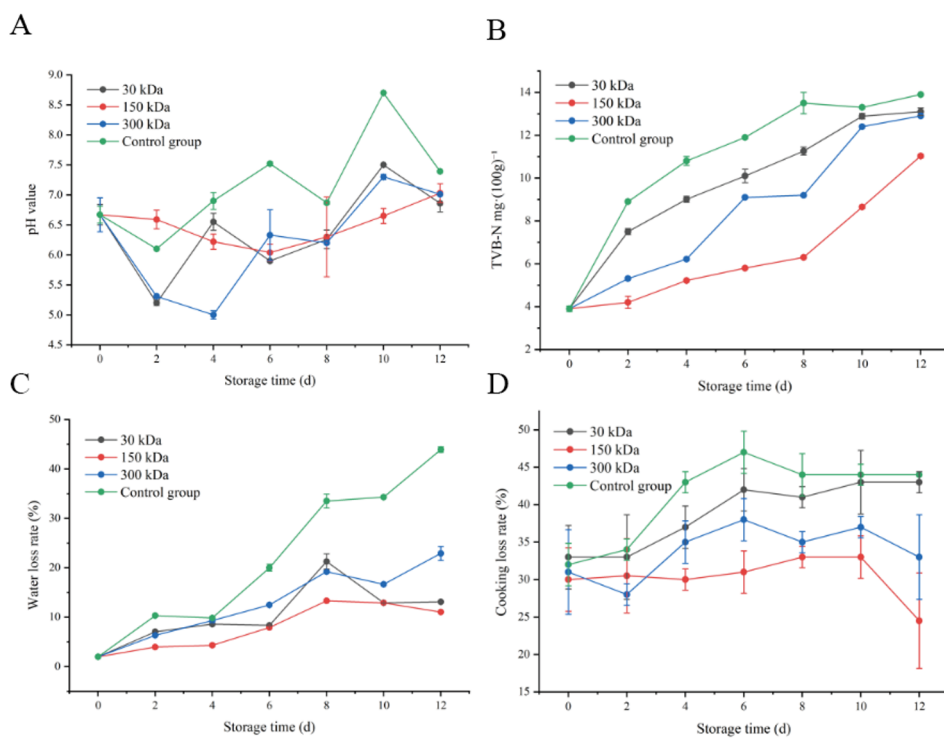 A
9.0
8.5
8.0
7.5
7.0
6.5
6.0
5.5
5.0
4.5
pH value
30 kDa
150 kDa
300 kDa
Control group
0 2 4 6 8 10 12
Storage time (d)
B
14
12
10
8
6
4
2
TVB-N mg·(100g)⁻¹
30 kDa
150 kDa
300 kDa
Control group
0 2 4 6 8 10 12
Storage time (d)
C
50
40
30
20
10
0
Water loss rate (%)
30 kDa
150 kDa
300 kDa
Control group
0 2 4 6 8 10 12
Storage time (d)
D
50
45
40
35
30
25
20
15
Cooking loss rate (%)
30 kDa
150 kDa
300 kDa
Control group
0 2 4 6 8 10 12
Storage time (d)